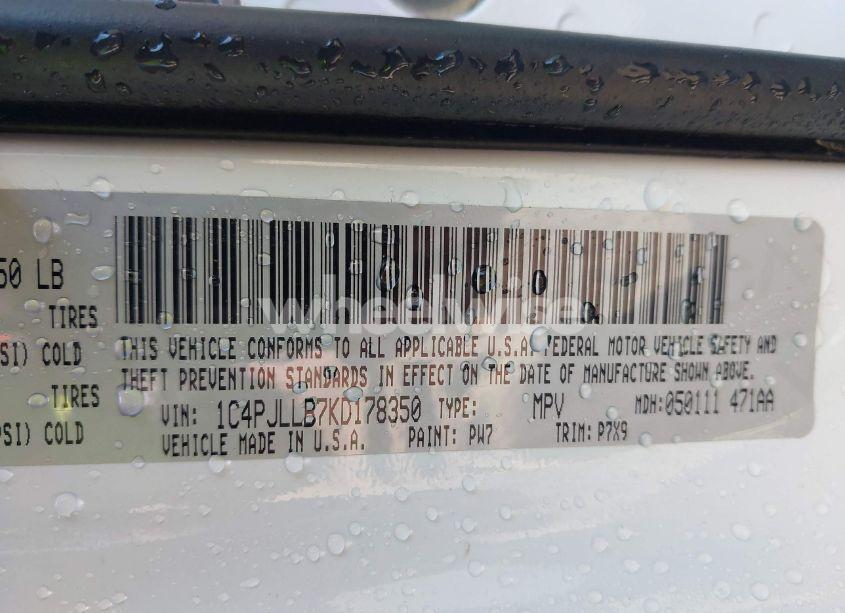 50 LB
TIRES
SI) COLD
TIRES
PSI) COLD
wheelwire
THIS VEHICLE CONFORMS TO ALL APPLICABLE U.S.A. FEDERAL MOTOR VEHICLE SAFETY AND
THEFT PREVENTION STANDARDS IN EFFECT ON THE DATE OF MANUFACTURE SHOWN ABOVE.
VIN: 1C4PJLLB7KD178350 TYPE: MPV MDH:050111 471AA
VEHICLE MADE IN U.S.A. PAINT: PW7 TRIM: P7X9